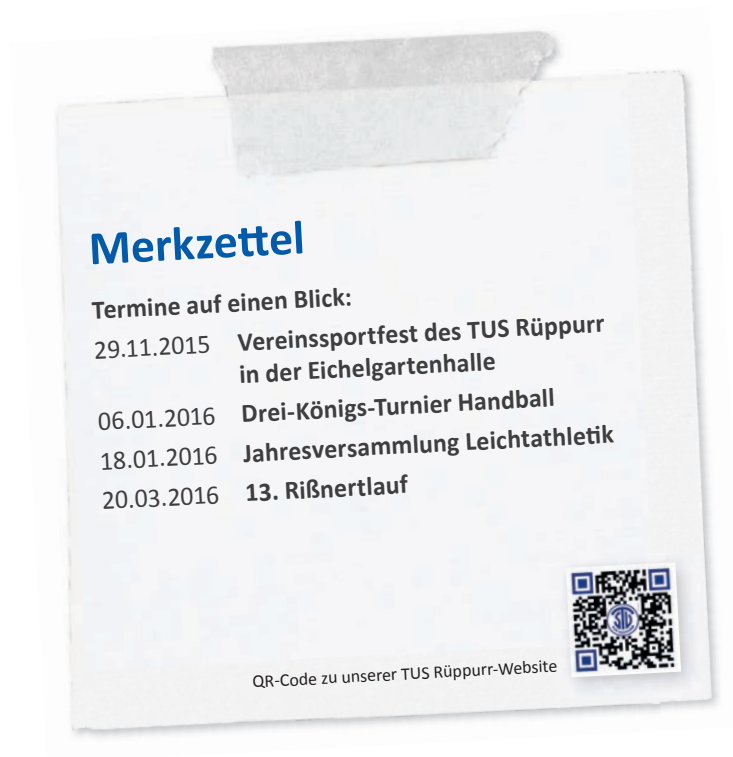 Merkzettel
Termine auf einen Blick:
29.11.2015 Vereinssportfest des TUS Rüppurr
in der Eichelgartenhalle
06.01.2016 Drei-Königs-Turnier Handball
18.01.2016 Jahresversammlung Leichtathletik
20.03.2016 13. Rißnertlauf
QR-Code zu unserer TUS Rüppurr-Website